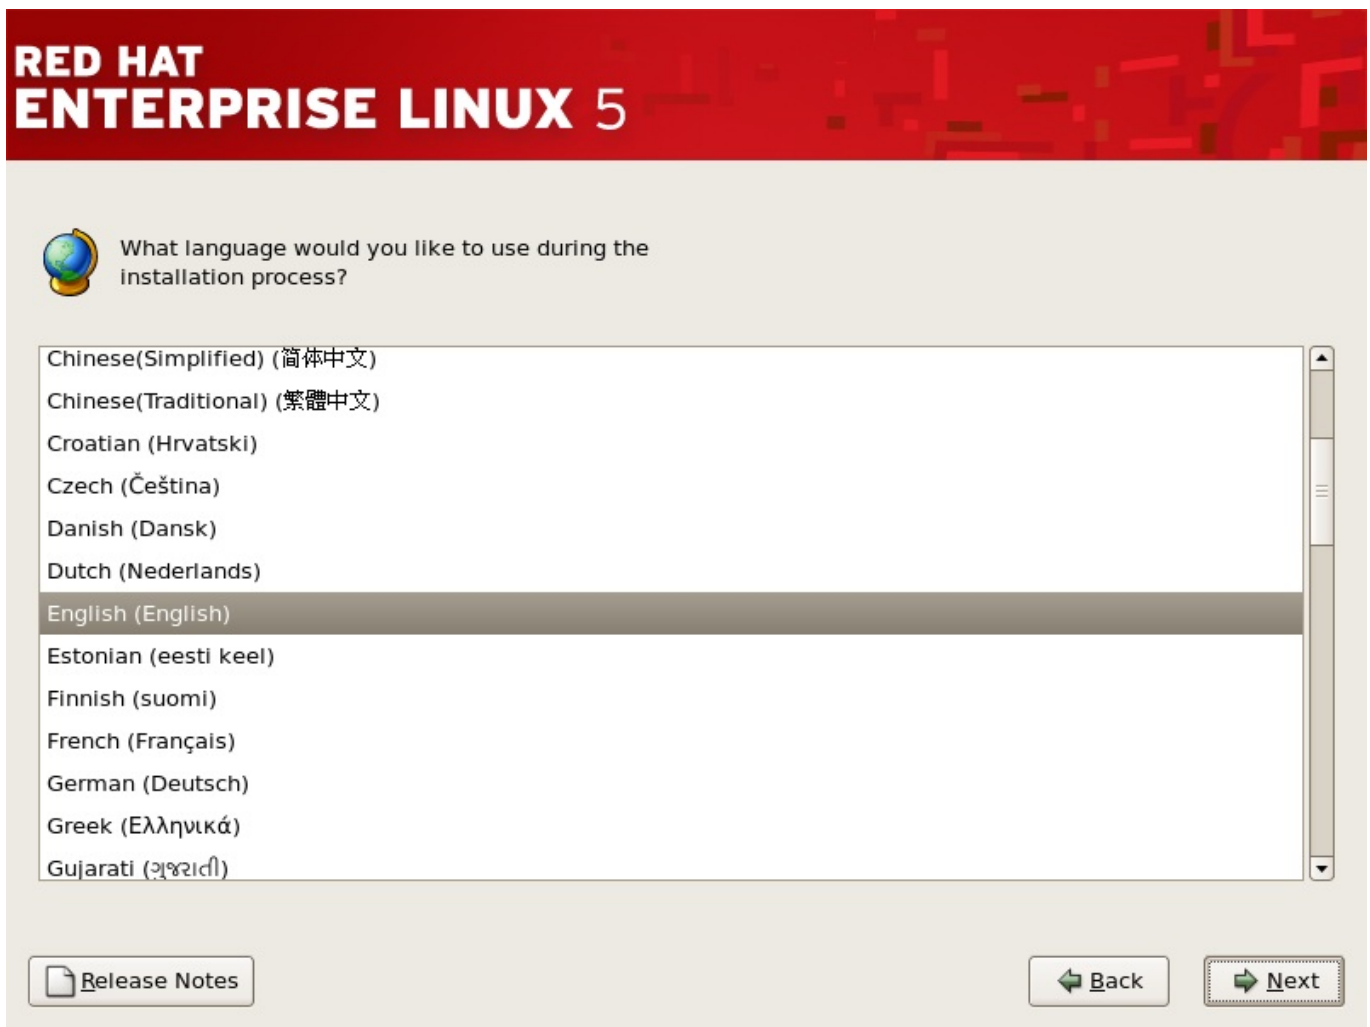 RED HAT
ENTERPRISE LINUX 5
What language would you like to use during the
installation process?
Chinese(Simplified) (简体中文)
Chinese(Traditional) (繁體中文)
Croatian (Hrvatski)
Czech (Čeština)
Danish (Dansk)
Dutch (Nederlands)
English (English)
Estonian (eesti keel)
Finnish (suomi)
French (Français)
German (Deutsch)
Greek (Ελληνικά)
Gujarati (ગુજરાતી)
Release Notes
Back
Next